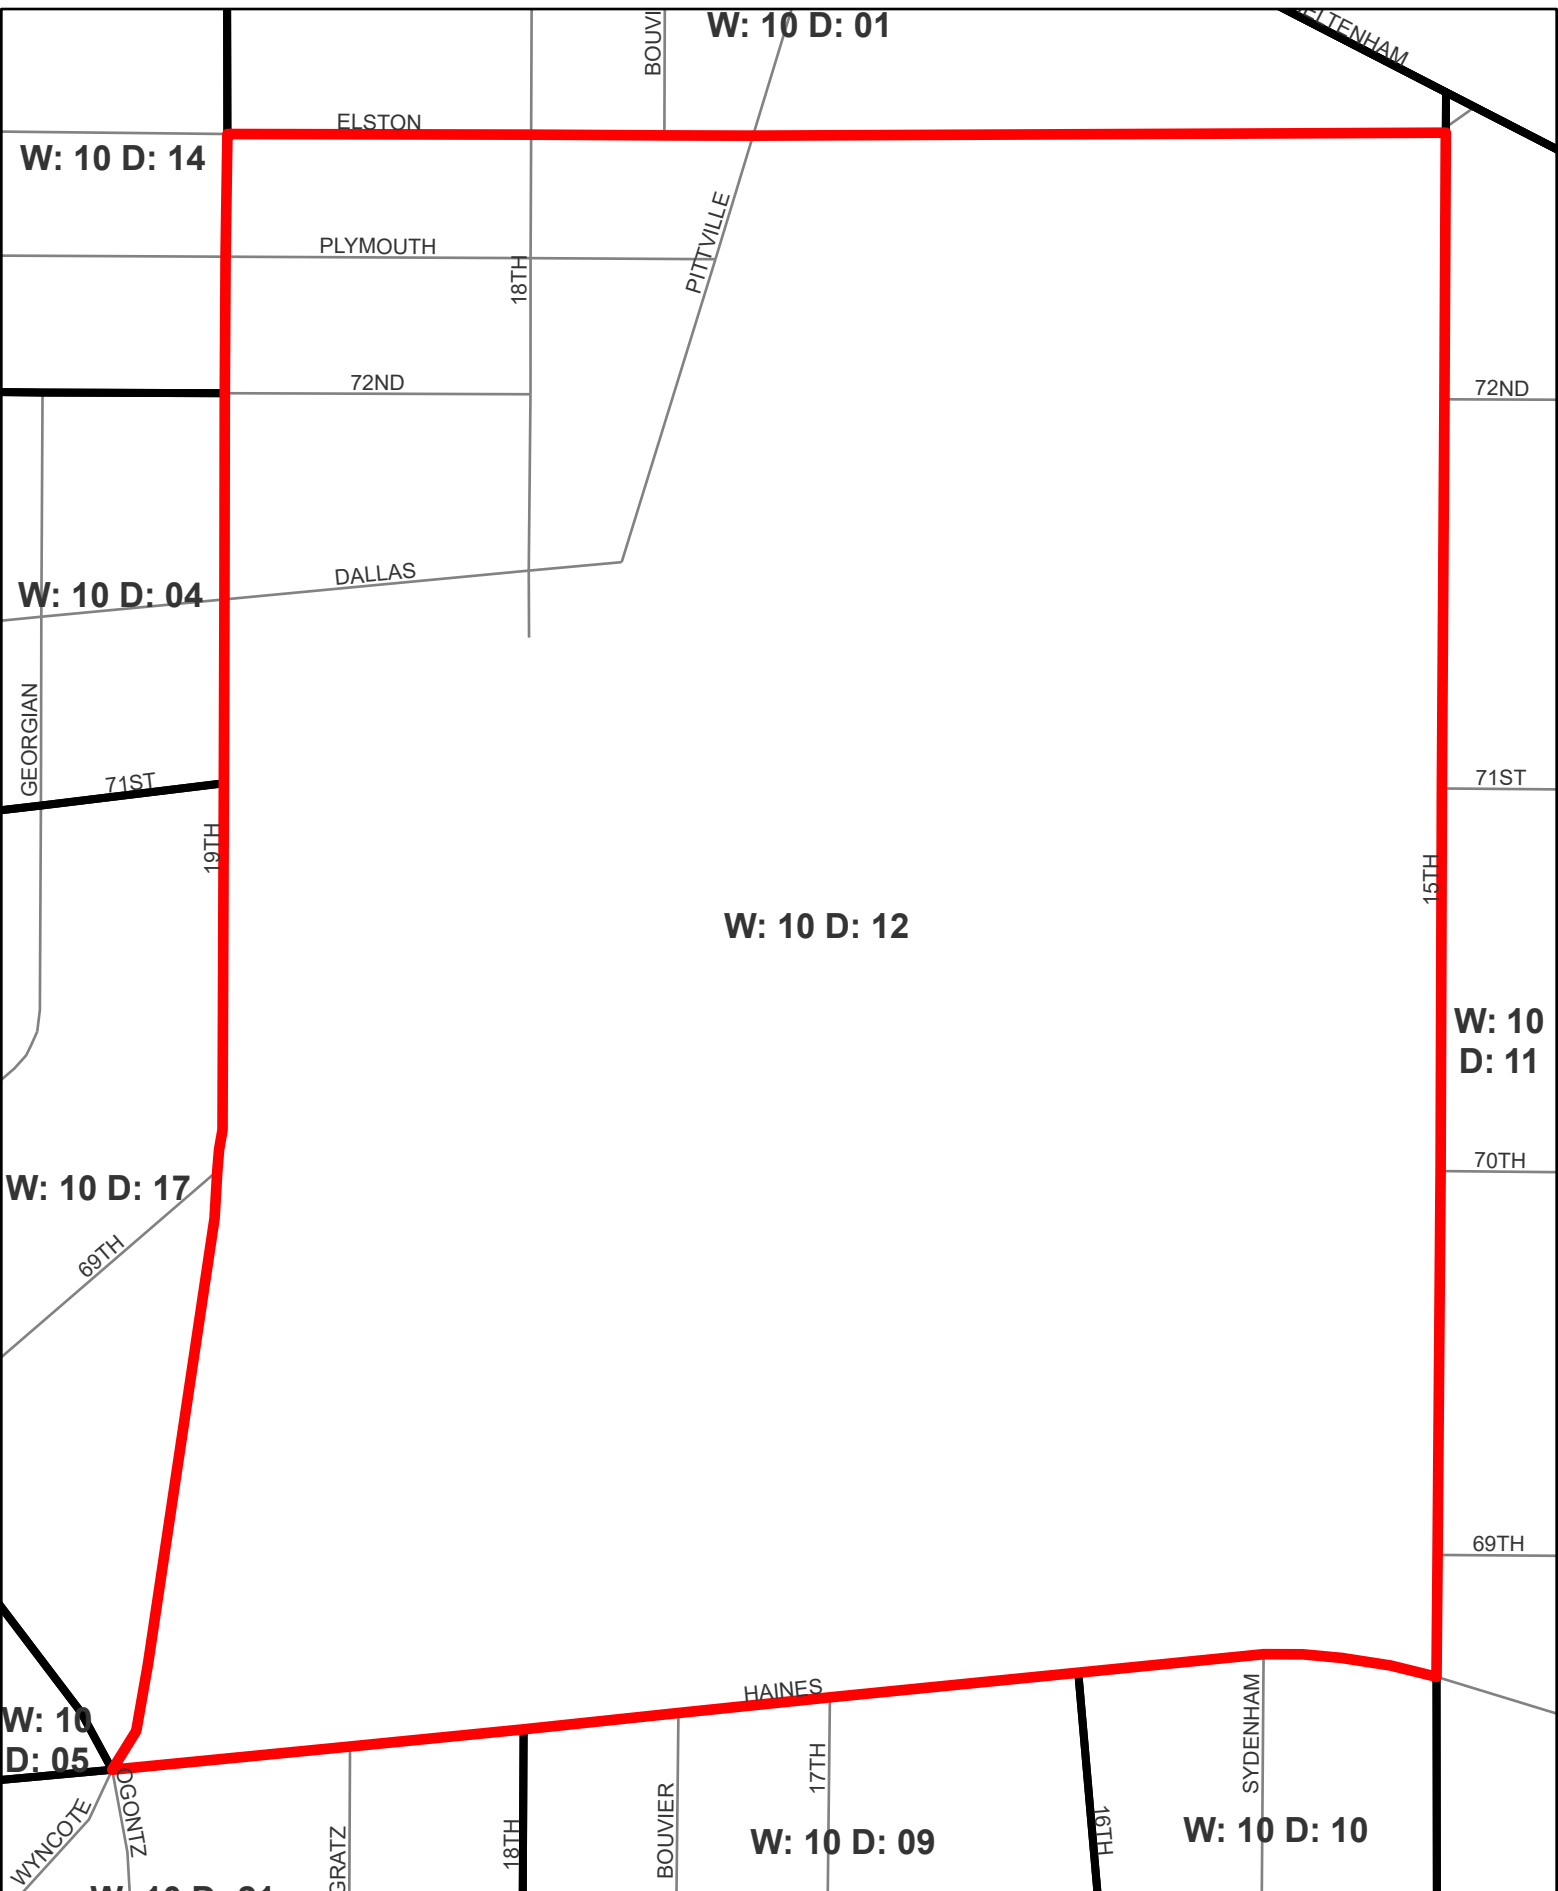 W: 10 D: 01
BOUVI
ELTENHAM
ELSTON
W: 10 D: 14
PLYMOUTH
18TH
PITTVILLE
72ND
72ND
DALLAS
W: 10 D: 04
GEORGIAN
71ST
71ST
19TH
15TH
W: 10 D: 12
W: 10
D: 11
70TH
W: 10 D: 17
69TH
69TH
HAINES
W: 10
D: 05
OGONTZ
WYNCOTE
GRATZ
18TH
BOUVIER
17TH
W: 10 D: 09
16TH
SYDENHAM
W: 10 D: 10